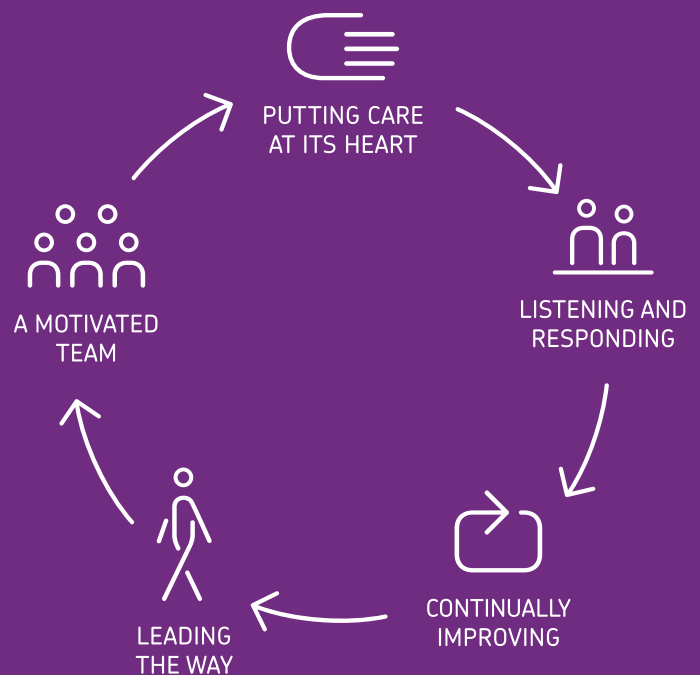 PUTTING CARE
AT ITS HEART
LISTENING AND
RESPONDING
CONTINUALLY
IMPROVING
LEADING
THE WAY
A MOTIVATED
TEAM